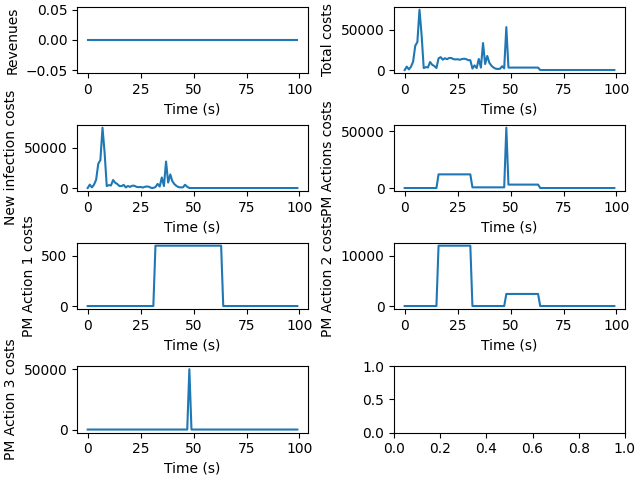 Revenues
0.05
0.00
−0.05
0 25 50 75 100
Time (s)
Total costs
50000
0
0 25 50 75 100
Time (s)
New infection costs
50000
0
0 25 50 75 100
Time (s)
PM Actions costs
50000
0
0 25 50 75 100
Time (s)
PM Action 1 costs
500
0
0 25 50 75 100
Time (s)
PM Action 2 costs
10000
0
0 25 50 75 100
Time (s)
PM Action 3 costs
50000
0
0 25 50 75 100
Time (s)
1.0
0.5
0.0
0.0 0.2 0.4 0.6 0.8 1.0